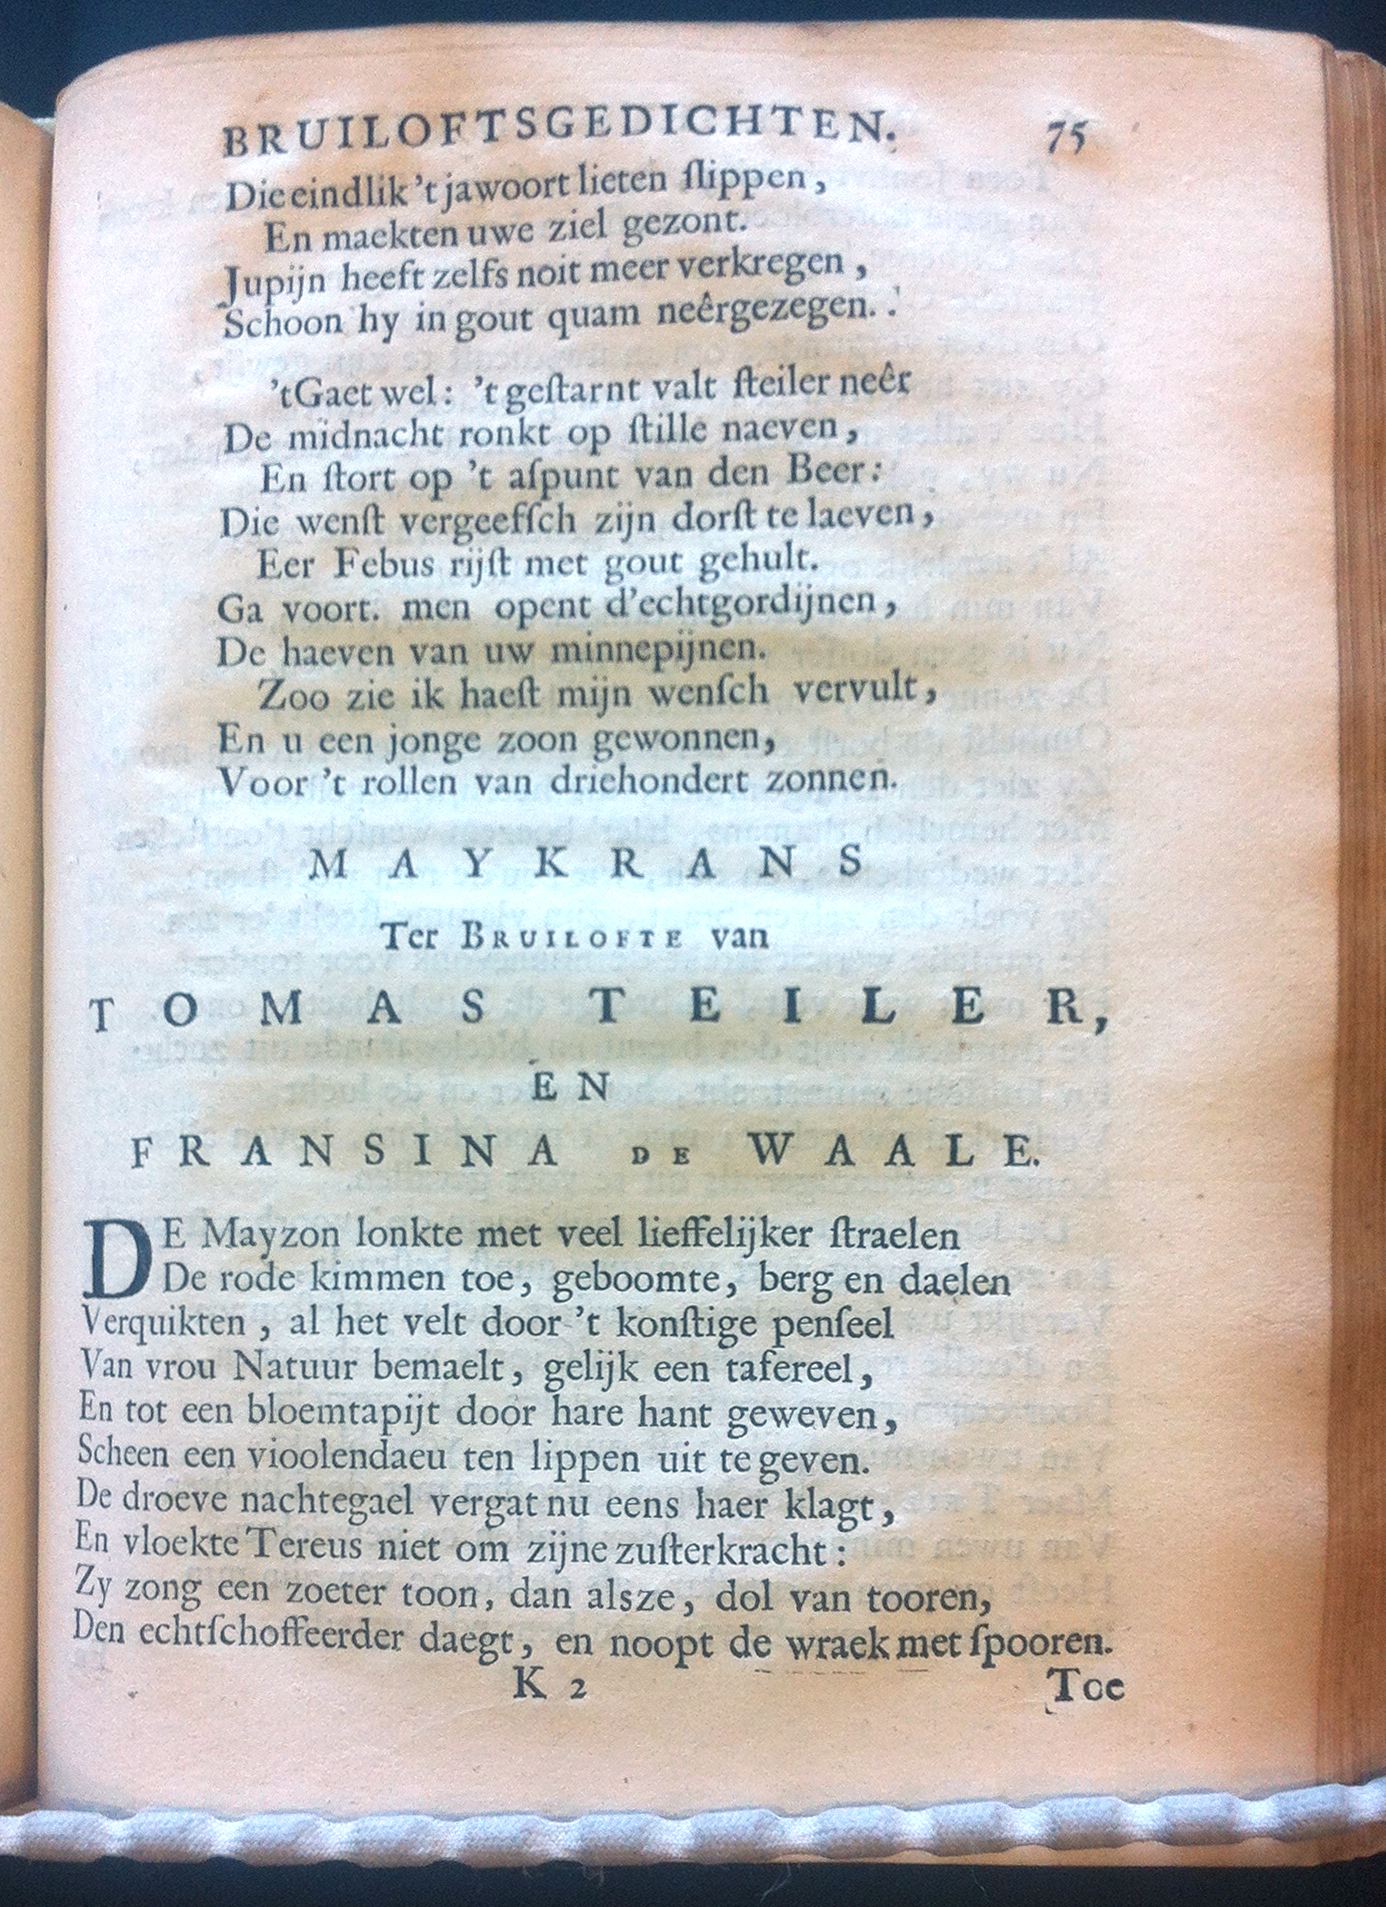 BRUILOFTSGEDICHTEN. 75
Die eindlik 't jawoort lieten ſlippen,
En maekten uwe ziel gezont.
Jupijn heeft zelfs noit meer verkregen,
Schoon hy in gout quam neêrgezegen.
'tGaet wel: 't geſtarnt valt ſteiler neêr
De midnacht ronkt op ſtille naeven,
En ſtort op 't aſpunt van den Beer:
Die wenſt vergeefſch zijn dorſt te laeven,
Eer Febus rijſt met gout gehult.
Ga voort. men opent d'echtgordijnen,
De haeven van uw minnepijnen.
Zoo zie ik haeſt mijn wenſch vervult,
En u een jonge zoon gewonnen,
Voor 't rollen van driehondert zonnen.
MAYKRANS
Ter BRUILOFTE van
TOMAS TEILER,
EN
FRANSINA DE WAALE.
DE Mayzon lonkte met veel lieffelijker ſtraelen
De rode kimmen toe, geboomte, berg en daelen
Verquikten, al het velt door 't konſtige penſeel
Van vrou Natuur bemaelt, gelijk een tafereel,
En tot een bloemtapijt door hare hant geweven,
Scheen een vioolendaeu ten lippen uit te geven.
De droeve nachtegael vergat nu eens haer klagt,
En vloekte Tereus niet om zijne zuſterkracht:
Zy zong een zoeter toon, dan alsze, dol van tooren,
Den echtſchoffeerder daegt, en noopt de wraek met ſpooren.
K 2 Toe